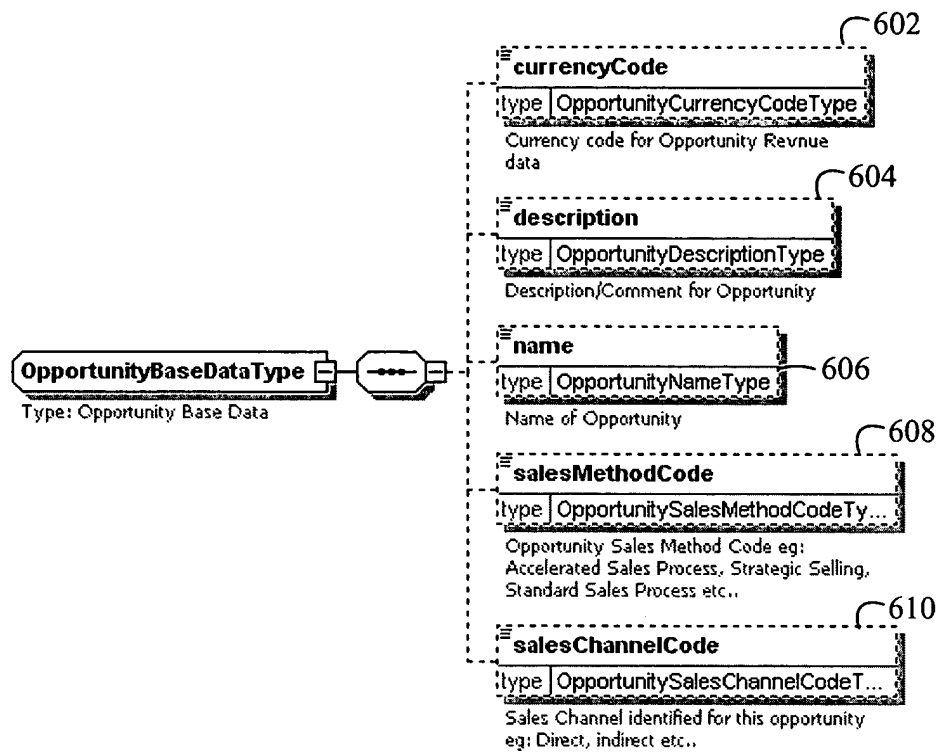 602
currencyCode
type OpportunityCurrencyCodeType
Currency code for Opportunity Revnue
data
604
description
type OpportunityDescriptionType
Description/Comment for Opportunity
name
606
type OpportunityNameType
Name of Opportunity
OpportunityBaseDataType
Type: Opportunity Base Data
608
salesMethodCode
type OpportunitySalesMethodCodeTy...
Opportunity Sales Method Code eg:
Accelerated Sales Process, Strategic Selling,
Standard Sales Process etc..
610
salesChannelCode
type OpportunitySalesChannelCodeT...
Sales Channel identified for this opportunity
eg: Direct, indirect etc..